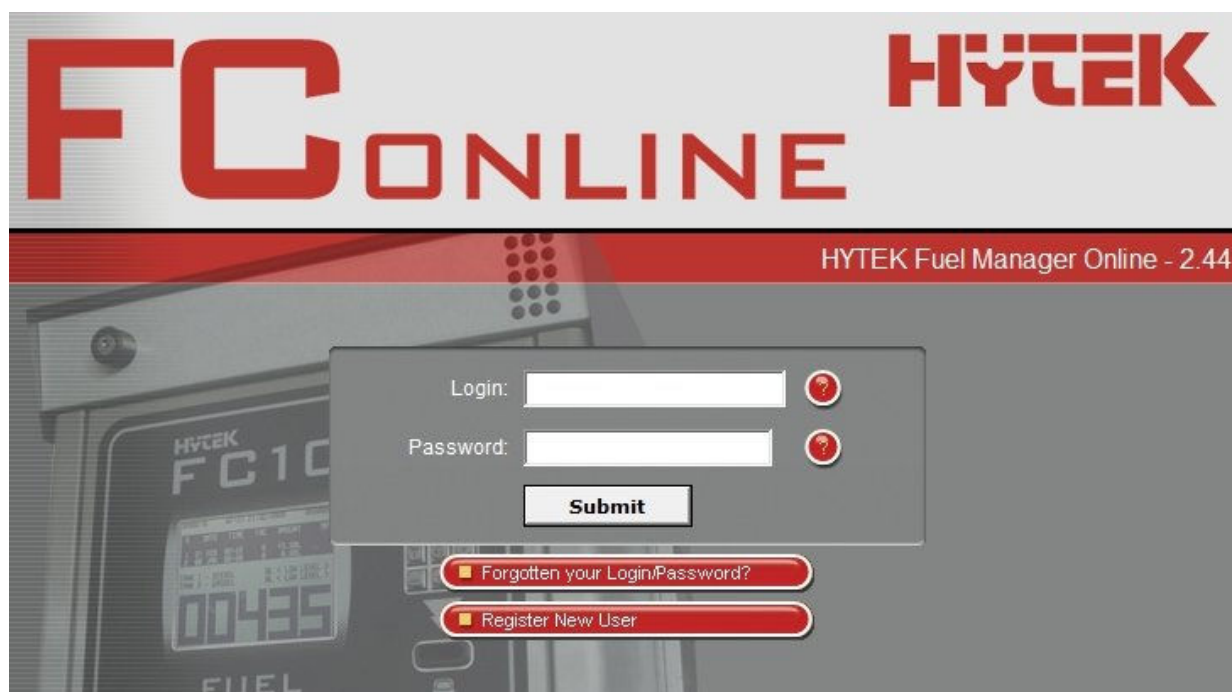 FC ONLINE
HYTEK
HYTEK Fuel Manager Online - 2.44
Login:
?
Password:
?
Submit
HYTEK
FC10
Forgotten your Login/Password?
Register New User
00435
FUEL